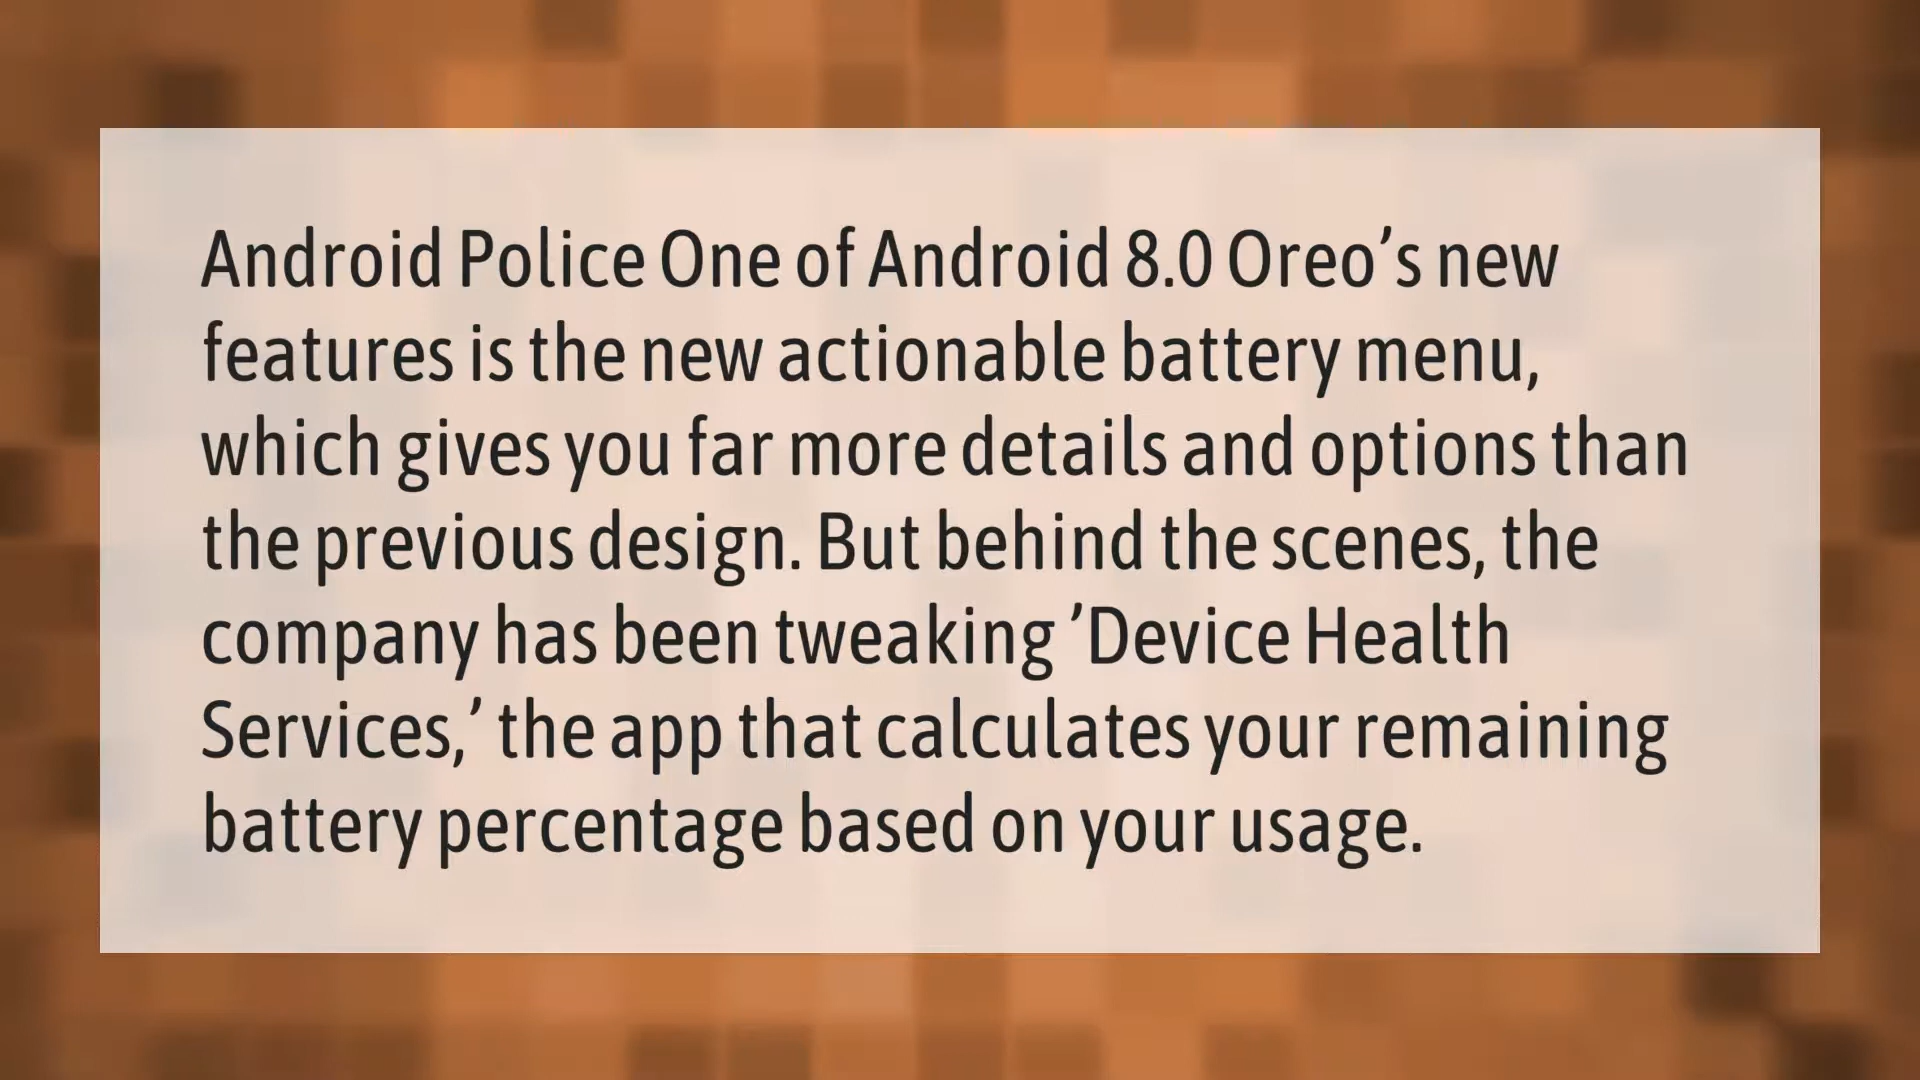 Android Police One of Android 8.0 Oreo’s new
features is the new actionable battery menu,
which gives you far more details and options than
the previous design. But behind the scenes, the
company has been tweaking ’Device Health
Services,’ the app that calculates your remaining
battery percentage based on your usage.